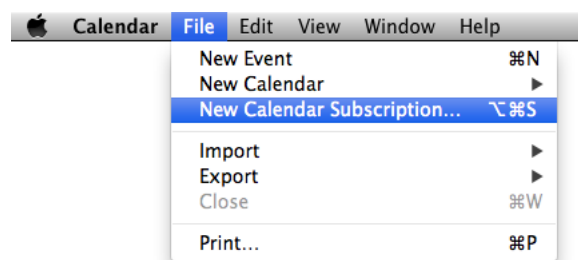 Calendar File Edit View Window Help
New Event ⌘N
New Calendar ▶
New Calendar Subscription... ⌥⌘S
Import ▶
Export ▶
Close ⌘W
Print... ⌘P